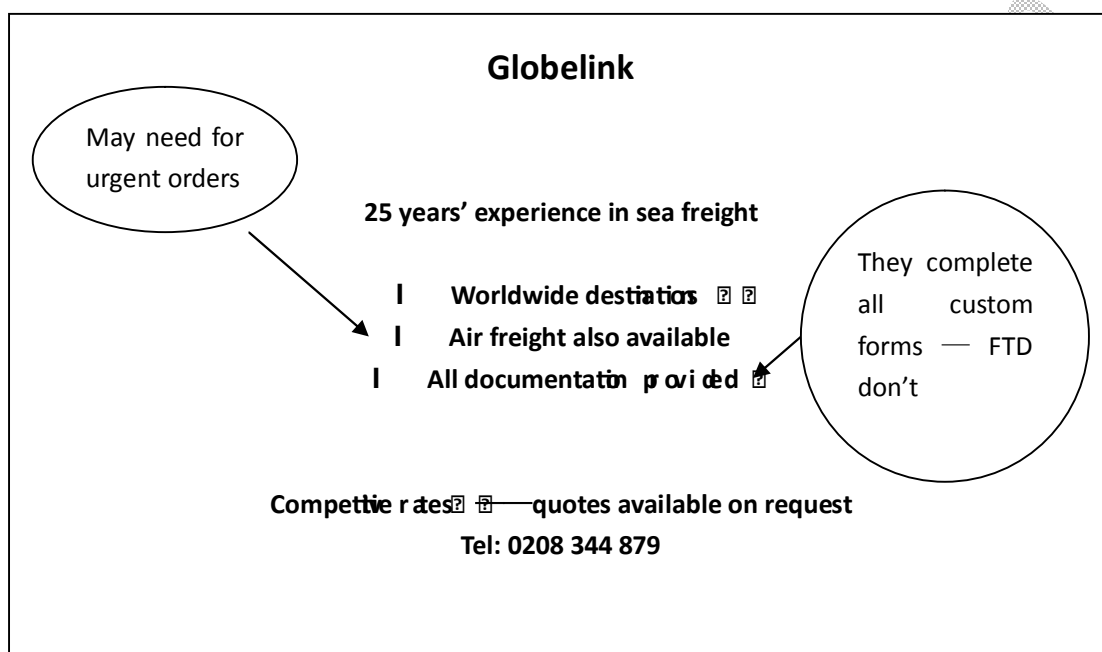 Globelink
May need for
urgent orders
25 years’ experience in sea freight
They complete
all custom
forms — FTD
don’t
l Worldwide destinations
l Air freight also available
l All documentation provided
Competitive rates — quotes available on request
Tel: 0208 344 879